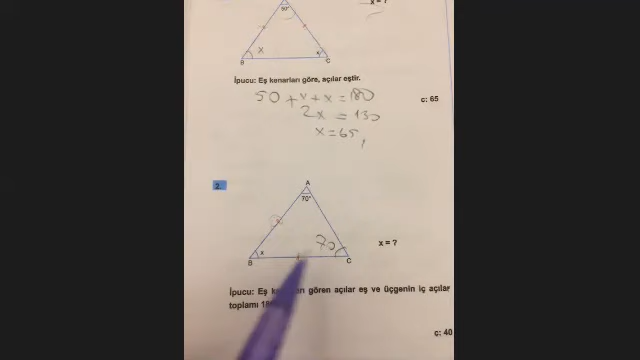 50°
x = ?
x
x
B
C
İpucu: Eş kenarları göre, açılar eştir.
50 + x + x = 180
c: 65
2x = 130
x = 65,
2.
A
70°
70
x = ?
x
B
C
İpucu: Eş gören açılar eş ve üçgenin iç açılar
toplamı
c: 40